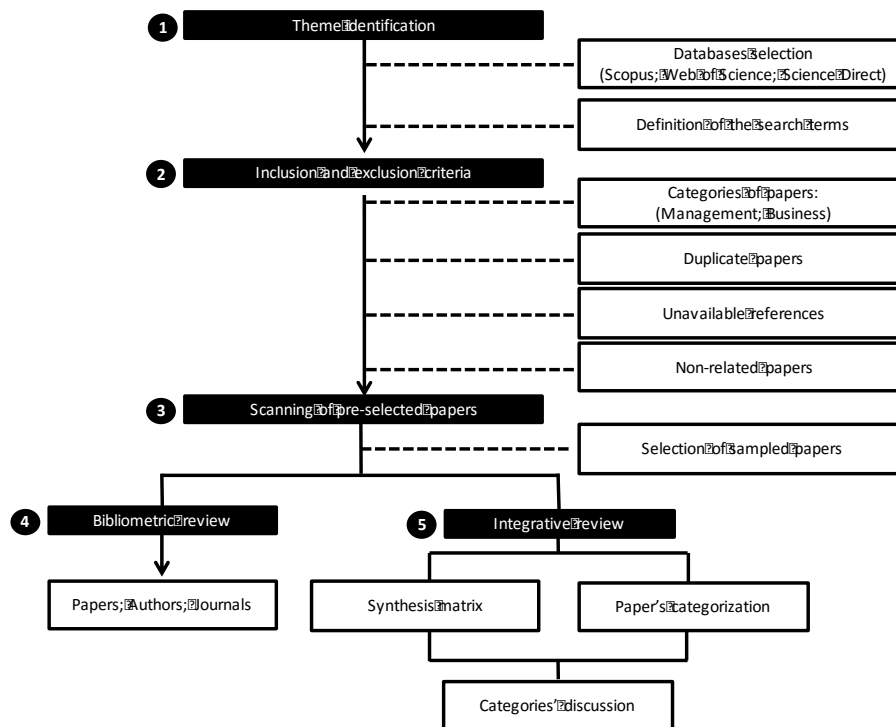 1
Theme identification
Databases selection
(Scopus; Web of Science; Science Direct)
Definition of the search terms
2
Inclusion and exclusion criteria
Categories of papers:
(Management; Business)
Duplicate papers
Unavailable references
Non-related papers
3
Scanning of pre-selected papers
Selection of sampled papers
4
Bibliometric review
5
Integrative review
Papers; Authors; Journals
Synthesis matrix
Paper's categorization
Categories' discussion